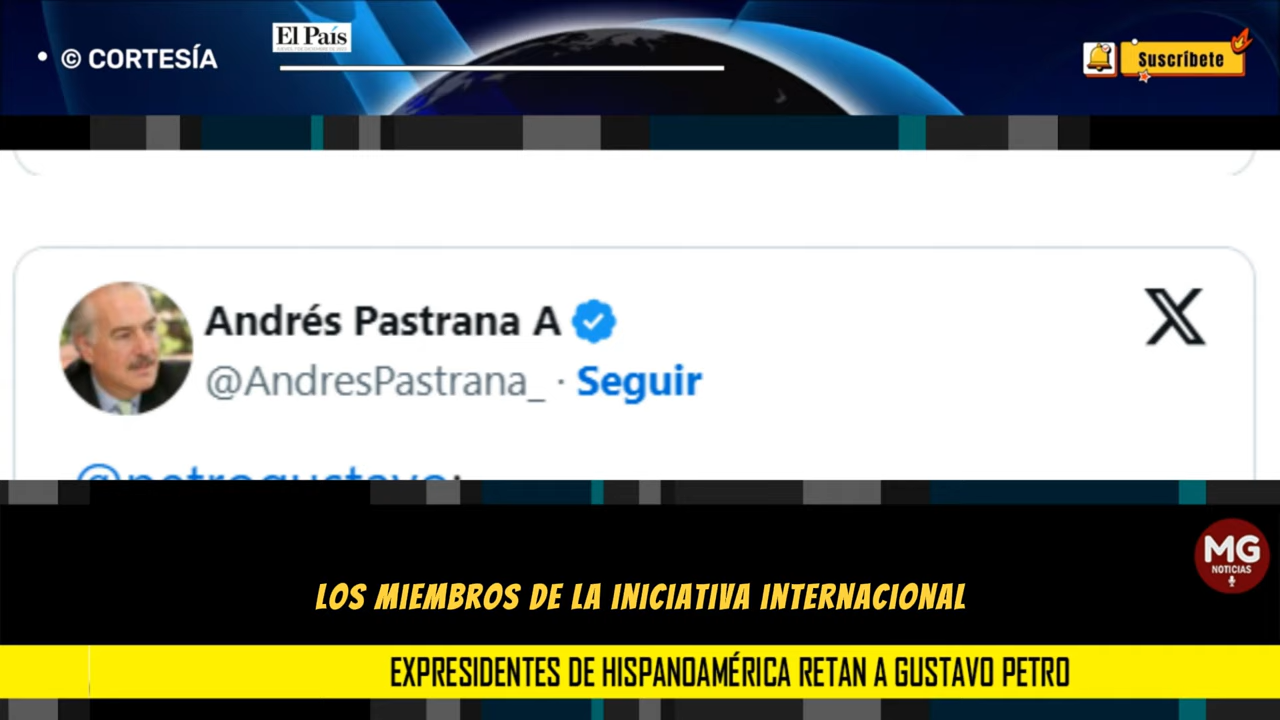 • © CORTESÍA
El País
Suscríbete
Andrés Pastrana A
@AndresPastrana_ · Seguir
@petrogustavo:
MG
NOTICIAS
LOS MIEMBROS DE LA INICIATIVA INTERNACIONAL
EXPRESIDENTES DE HISPANOAMÉRICA RETAN A GUSTAVO PETRO